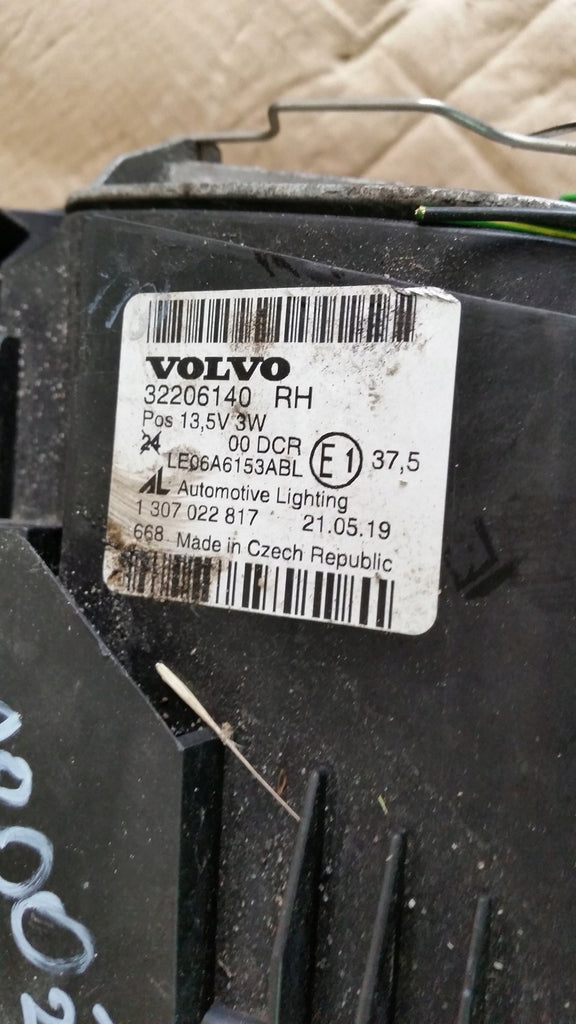 VOLVO
32206140 RH
Pos 13,5V 3W
24 00 DCR E1 37,5
LE06A6153ABL
AL Automotive Lighting
1 307 022 817 21.05.19
668 Made in Czech Republic